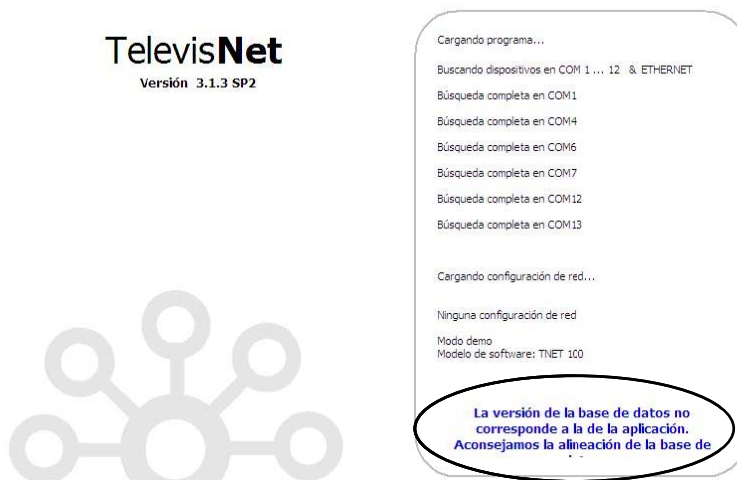 TelevisNet
Versión 3.1.3 SP2
Cargando programa...
Buscando dispositivos en COM 1 ... 12 & ETHERNET
Búsqueda completa en COM1
Búsqueda completa en COM4
Búsqueda completa en COM6
Búsqueda completa en COM7
Búsqueda completa en COM12
Búsqueda completa en COM13
Cargando configuración de red...
Ninguna configuración de red
Modo demo
Modelo de software: TNET 100
La versión de la base de datos no
corresponde a la de la aplicación.
Aconsejamos la alineación de la base de